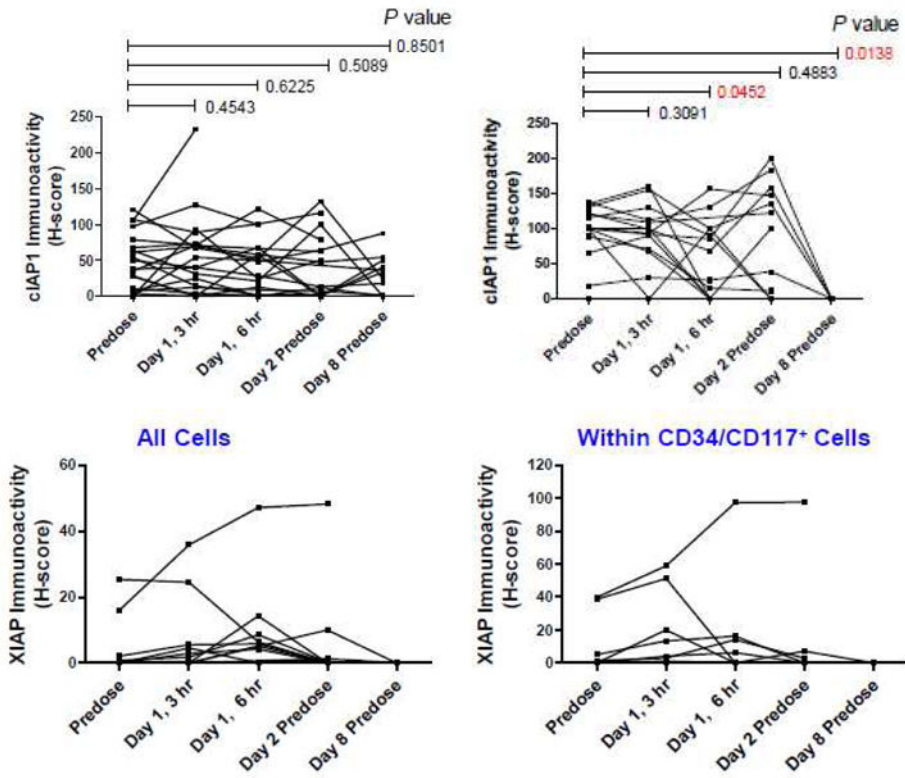 P value
0.8501
0.5089
0.6225
0.4543
250
200
150
100
50
0
cIAP1 Immunoactivity
(H-score)
Predose
Day 1, 3 hr
Day 1, 6 hr
Day 2 Predose
Day 8 Predose
P value
0.0138
0.4883
0.0452
0.3091
250
200
150
100
50
0
cIAP1 Immunoactivity
(H-score)
Predose
Day 1, 3 hr
Day 1, 6 hr
Day 2 Predose
Day 8 Predose
All Cells
60
40
20
0
XIAP Immunoactivity
(H-score)
Predose
Day 1, 3 hr
Day 1, 6 hr
Day 2 Predose
Day 8 Predose
Within CD34/CD117⁺ Cells
120
100
80
60
40
20
0
XIAP Immunoactivity
(H-score)
Predose
Day 1, 3 hr
Day 1, 6 hr
Day 2 Predose
Day 8 Predose